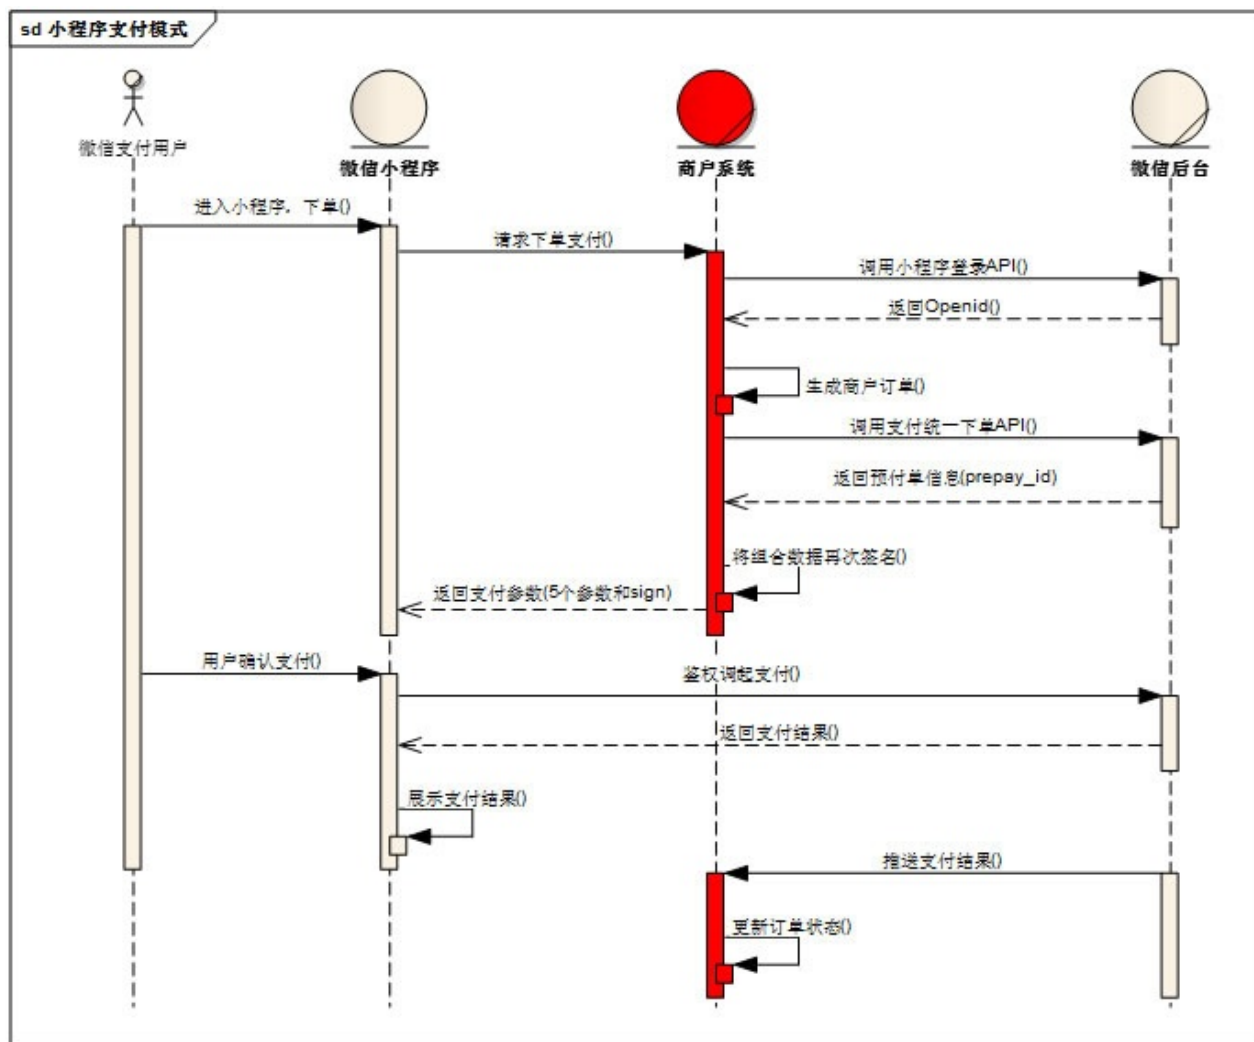 sd 小程序支付模式
微信支付用户
微信小程序
商户系统
微信后台
进入小程序，下单()
请求下单支付()
调用小程序登录API()
返回Openid()
生成商户订单()
调用支付统一下单API()
返回预付单信息(prepay_id)
将组合数据再次签名()
返回支付参数(5个参数和sign)
用户确认支付()
鉴权调起支付()
返回支付结果()
展示支付结果()
推送支付结果()
更新订单状态()